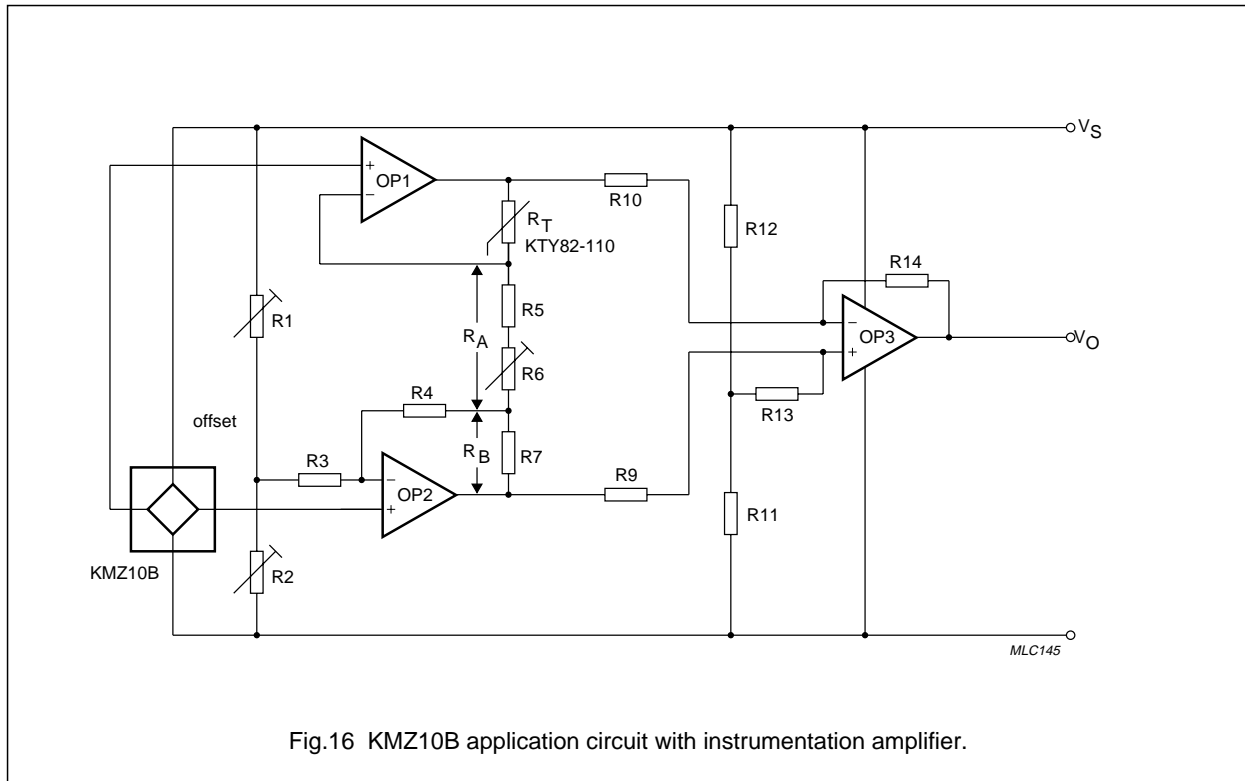 V_S
+
OP1
−
R10
R_T
KTY82-110
R12
R14
R5
−
OP3
+
V_O
R1
R_A
R6
R4
R13
offset
R3
−
R_B
R7
OP2
+
R9
R11
KMZ10B
R2
MLC145
Fig.16 KMZ10B application circuit with instrumentation amplifier.